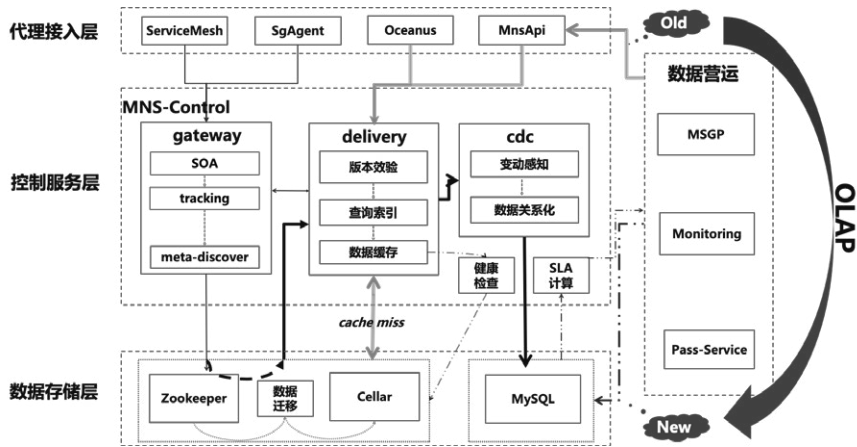 代理接入层
ServiceMesh
SgAgent
Oceanus
MnsApi
Old
数据营运
MNS-Control
gateway
delivery
cdc
MSGP
SOA
版本效验
变动感知
控制服务层
tracking
查询索引
数据关系化
OLAP
Monitoring
meta-discover
数据缓存
健康
检查
SLA
计算
cache miss
Pass-Service
数据存储层
Zookeeper
数据
迁移
Cellar
MySQL
New